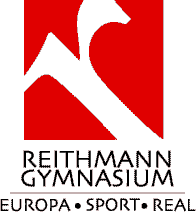 REITHMANN
GYMNASIUM
EUROPA • SPORT • REAL